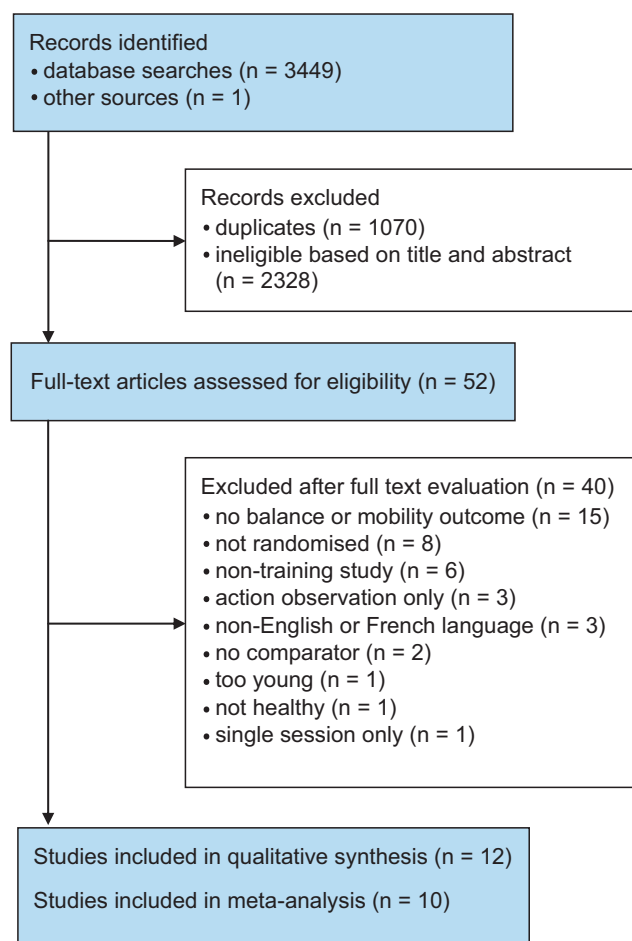 Records identified
• database searches (n = 3449)
• other sources (n = 1)
Records excluded
• duplicates (n = 1070)
• ineligible based on title and abstract
(n = 2328)
Full-text articles assessed for eligibility (n = 52)
Excluded after full text evaluation (n = 40)
• no balance or mobility outcome (n = 15)
• not randomised (n = 8)
• non-training study (n = 6)
• action observation only (n = 3)
• non-English or French language (n = 3)
• no comparator (n = 2)
• too young (n = 1)
• not healthy (n = 1)
• single session only (n = 1)
Studies included in qualitative synthesis (n = 12)
Studies included in meta-analysis (n = 10)